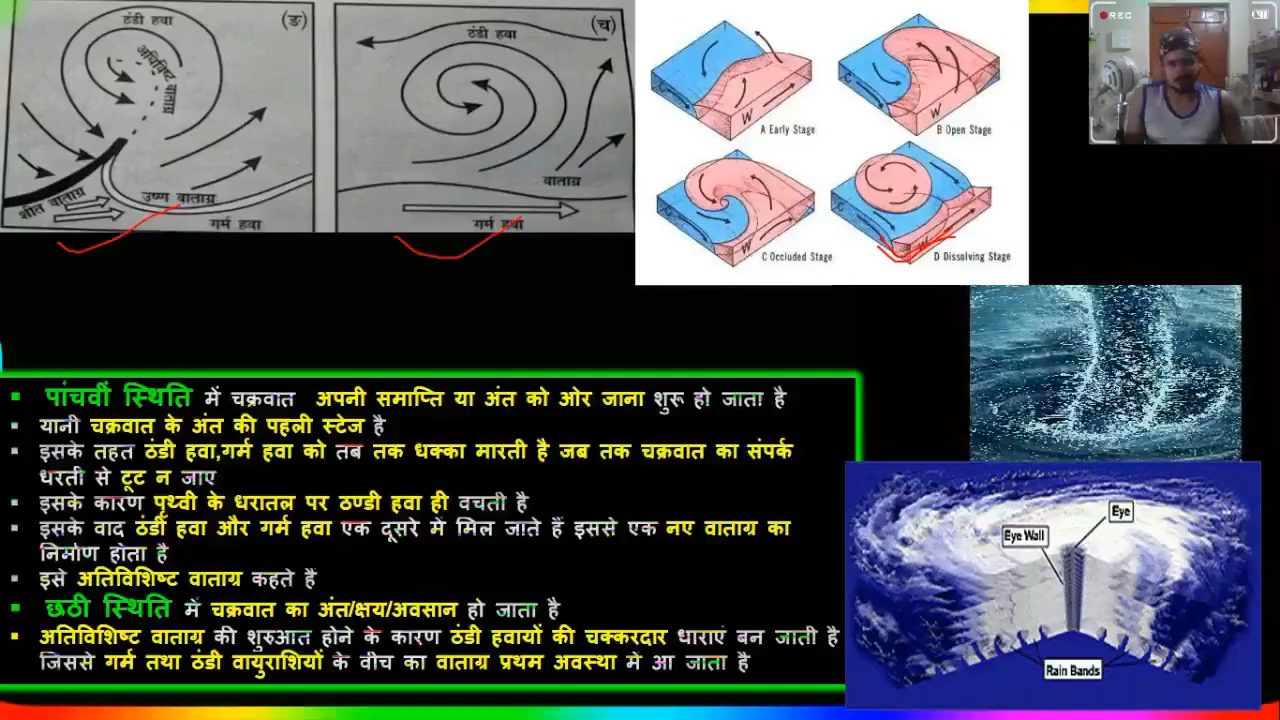 ठंडी हवा
(ङ)
अधिविष्ट वाताग्र
शीत वाताग्र
उष्ण वाताग्र
गर्म हवा
(च)
ठंडी हवा
वाताग्र
गर्म हवा
C
W
A Early Stage
C
W
B Open Stage
W
C Occluded Stage
W
D Dissolving Stage
REC
पांचवीं स्थिति में चक्रवात अपनी समाप्ति या अंत को ओर जाना शुरू हो जाता है
यानी चक्रवात के अंत की पहली स्टेज है
इसके तहत ठंडी हवा,गर्म हवा को तब तक धक्का मारती है जब तक चक्रवात का संपर्क
धरती से टूट न जाए
इसके कारण पृथ्वी के धरातल पर ठण्डी हवा ही वचती है
इसके वाद ठंडी हवा और गर्म हवा एक दूसरे में मिल जाते हैं इससे एक नए वाताग्र का
निर्माण होता है
इसे अतिविशिष्ट वाताग्र कहते हैं
छठी स्थिति में चक्रवात का अंत/क्षय/अवसान हो जाता है
अतिविशिष्ट वाताग्र की शुरुआत होने के कारण ठंडी हवायों की चक्करदार धाराएं बन जाती है
जिससे गर्म तथा ठंडी वायुराशियों के वीच का वाताग्र प्रथम अवस्था में आ जाता है
Eye
Eye Wall
Rain Bands